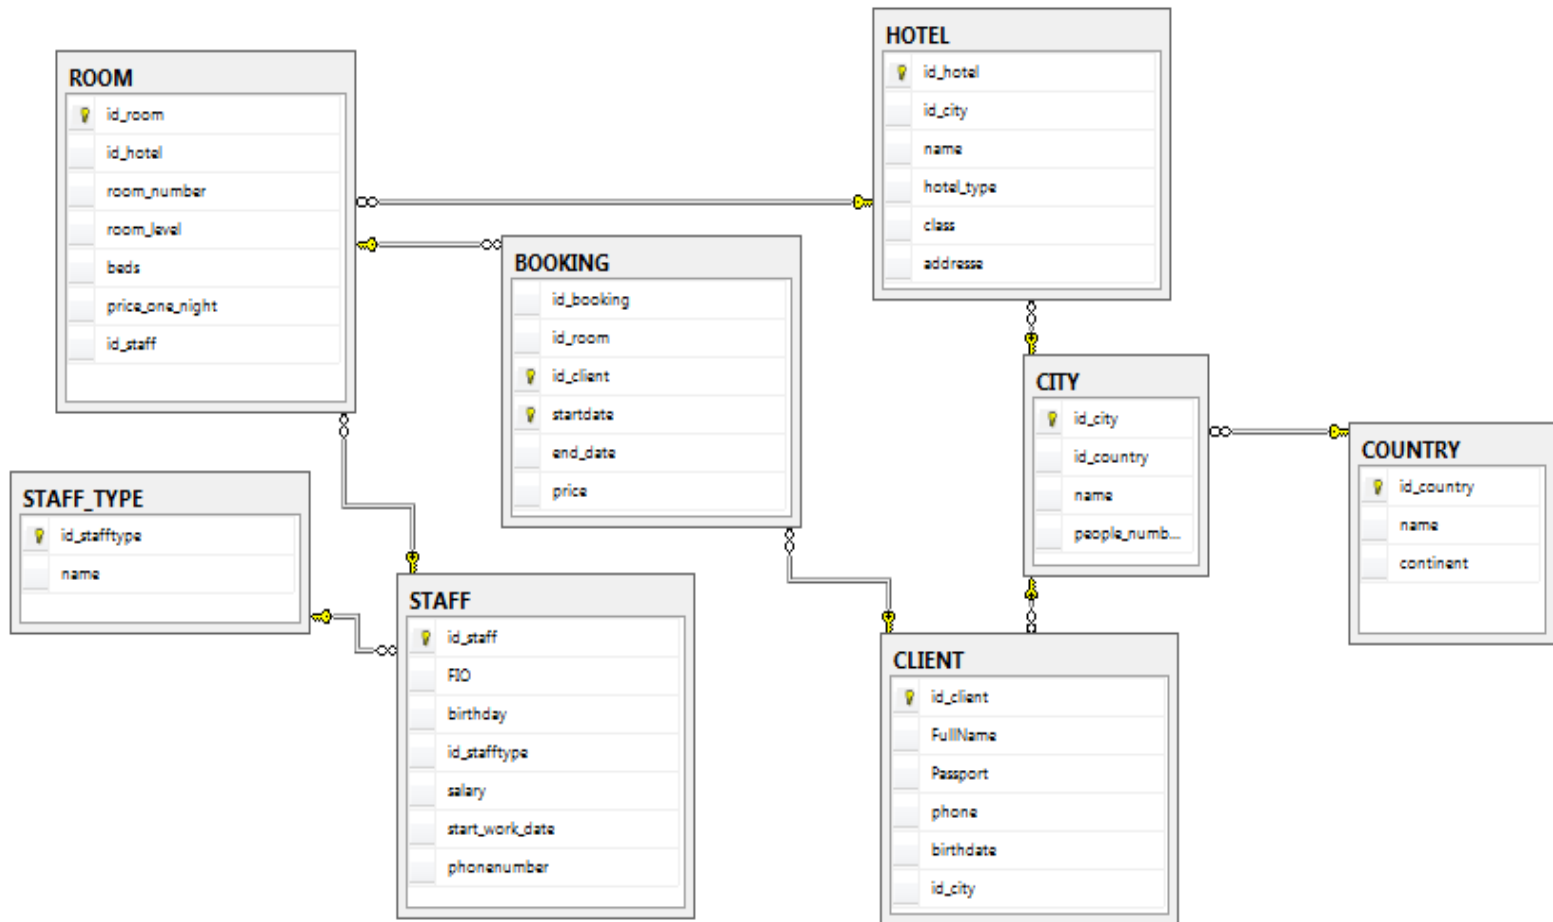 ROOM
id_room
id_hotel
room_number
room_level
beds
price_one_night
id_staff
HOTEL
id_hotel
id_city
name
hotel_type
class
addresse
BOOKING
id_booking
id_room
id_client
startdate
end_date
price
CITY
id_city
id_country
name
people_numb...
COUNTRY
id_country
name
continent
STAFF_TYPE
id_stafftype
name
STAFF
id_staff
FIO
birthday
id_stafftype
salary
start_work_date
phonenumber
CLIENT
id_client
FullName
Passport
phone
birthdate
id_city